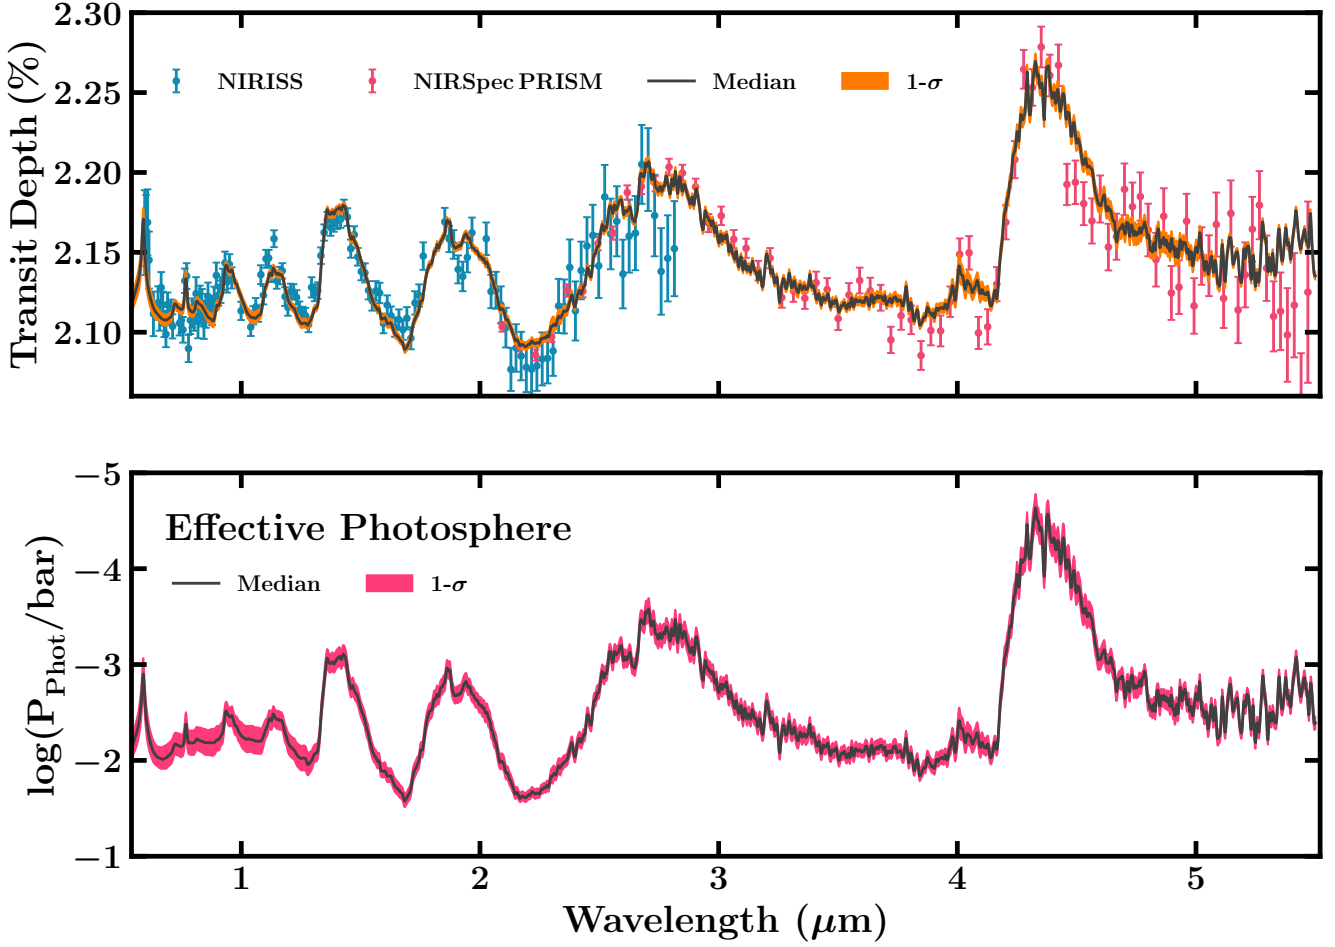 2.30
2.25
2.20
2.15
2.10
Transit Depth (%)
NIRISS
NIRSpec PRISM
Median
1-σ
−5
−4
−3
−2
−1
log(P_Phot/bar)
Effective Photosphere
Median
1-σ
1 2 3 4 5
Wavelength (μm)